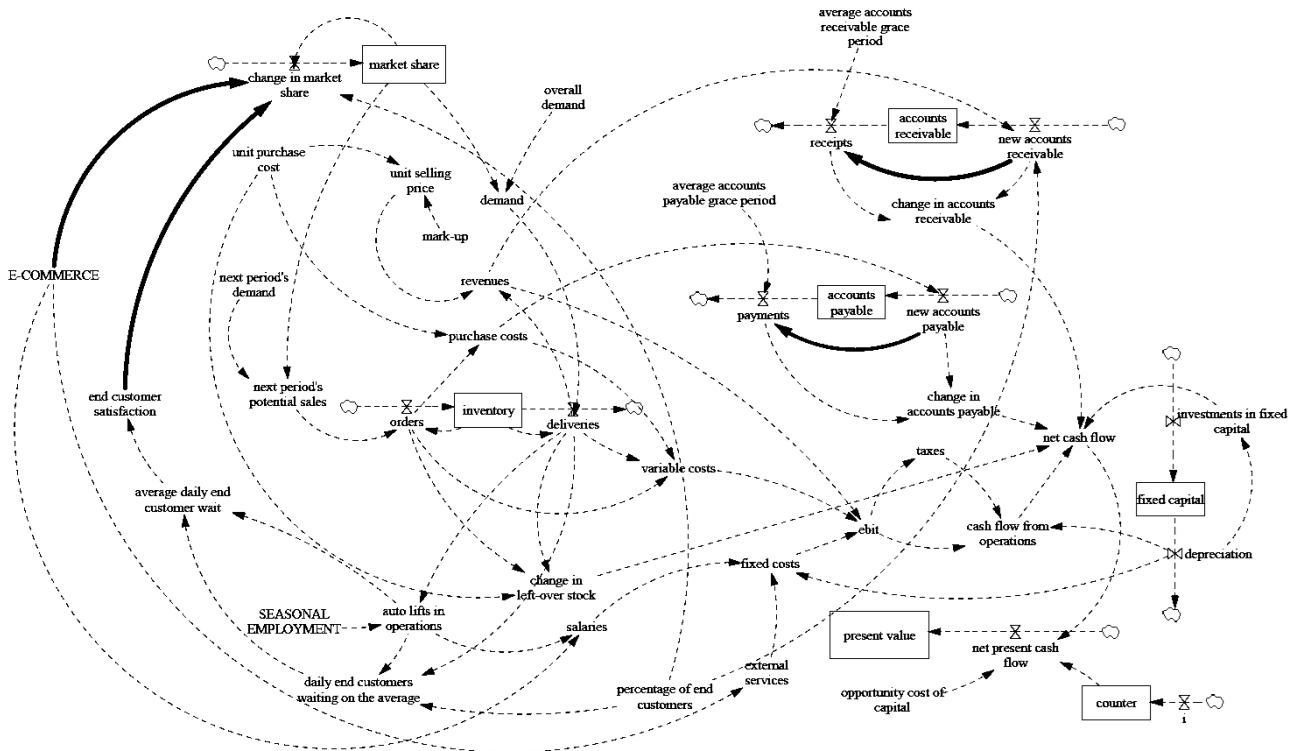 average accounts
receivable grace
period
market share
change in market
share
overall
demand
accounts
receivable
receipts
new accounts
receivable
unit purchase
cost
unit selling
price
average accounts
payable grace period
demand
change in accounts
receivable
mark-up
E-COMMERCE
next period's
demand
revenues
accounts
payable
payments
new accounts
payable
purchase costs
end customer
satisfaction
next period's
potential sales
inventory
orders
deliveries
change in
accounts payable
investments in fixed
capital
net cash flow
taxes
variable costs
average daily end
customer wait
fixed capital
ebit
cash flow from
operations
depreciation
fixed costs
change in
left-over stock
SEASONAL
EMPLOYMENT
auto lifts in
operations
salaries
present value
net present cash
flow
external
services
daily end customers
waiting on the average
percentage of end
customers
opportunity cost of
capital
counter
1